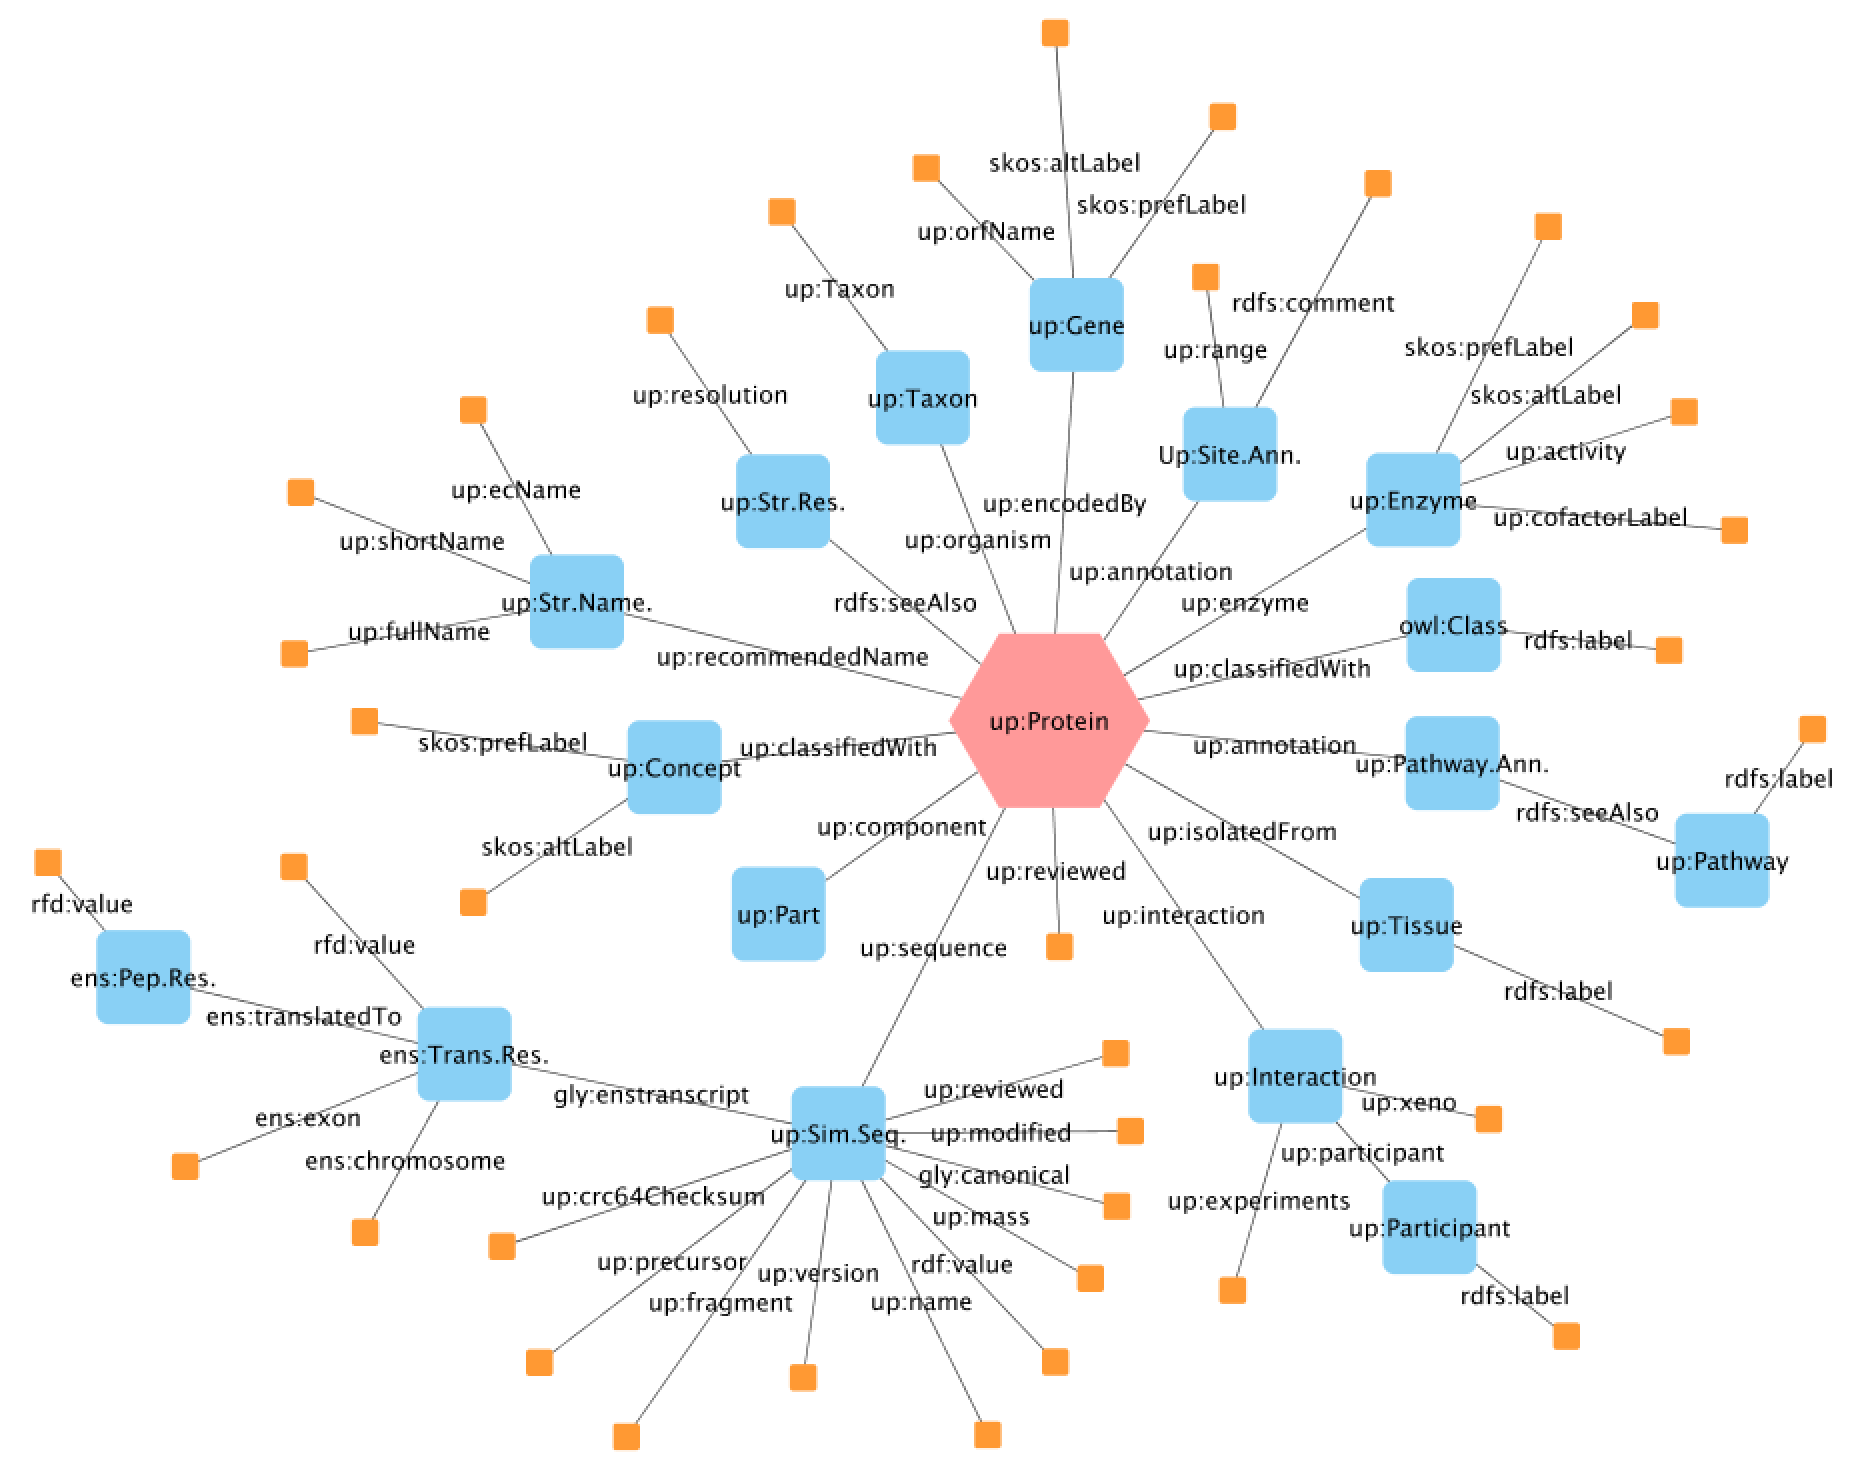 skos:altLabel
skos:prefLabel
up:orfName
up:Taxon
rdfs:comment
up:Gene
skos:prefLabel
up:range
up:resolution
up:Taxon
skos:altLabel
up:activity
Up:Site.Ann.
up:ecName
up:Str.Res.
up:encodedBy
up:Enzyme
up:cofactorLabel
up:shortName
up:organism
up:annotation
up:Str.Name.
rdfs:seeAlso
up:enzyme
up:fullName
owl:Class
rdfs:label
up:recommendedName
up:classifiedWith
up:Protein
skos:prefLabel
up:classifiedWith
up:annotation
up:Concept
up:Pathway.Ann.
rdfs:label
rdfs:seeAlso
up:component
up:isolatedFrom
skos:altLabel
up:reviewed
up:Pathway
rfd:value
up:Part
up:interaction
up:Tissue
rfd:value
up:sequence
ens:Pep.Res.
rdfs:label
ens:translatedTo
ens:Trans.Res.
up:Interaction
gly:enstranscript
up:reviewed
up:xeno
ens:exon
up:Sim.Seq.
up:modified
up:participant
ens:chromosome
gly:canonical
up:crc64Checksum
up:mass
up:experiments
up:Participant
up:precursor
up:version
rdf:value
up:fragment
up:name
rdfs:label